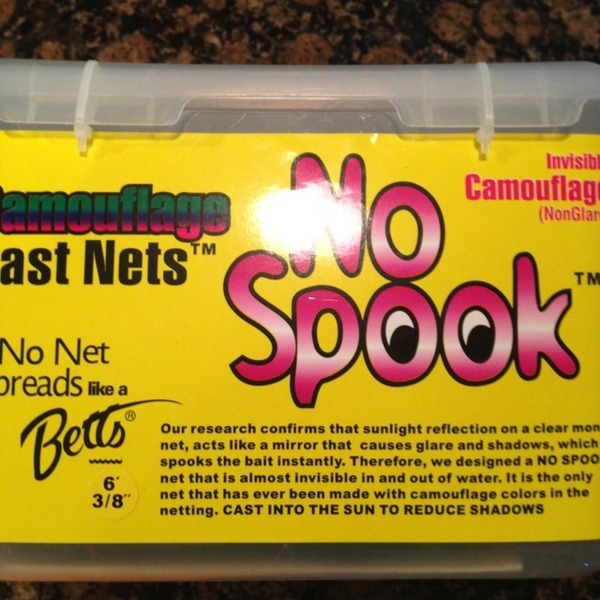 amouflage
ast Nets™
No Net
preads like a
Betts®
6'
3/8"
No
Spook™
Invisibl
Camouflag
(NonGlar
Our research confirms that sunlight reflection on a clear mon
net, acts like a mirror that causes glare and shadows, which
spooks the bait instantly. Therefore, we designed a NO SPOO
net that is almost invisible in and out of water. It is the only
net that has ever been made with camouflage colors in the
netting. CAST INTO THE SUN TO REDUCE SHADOWS